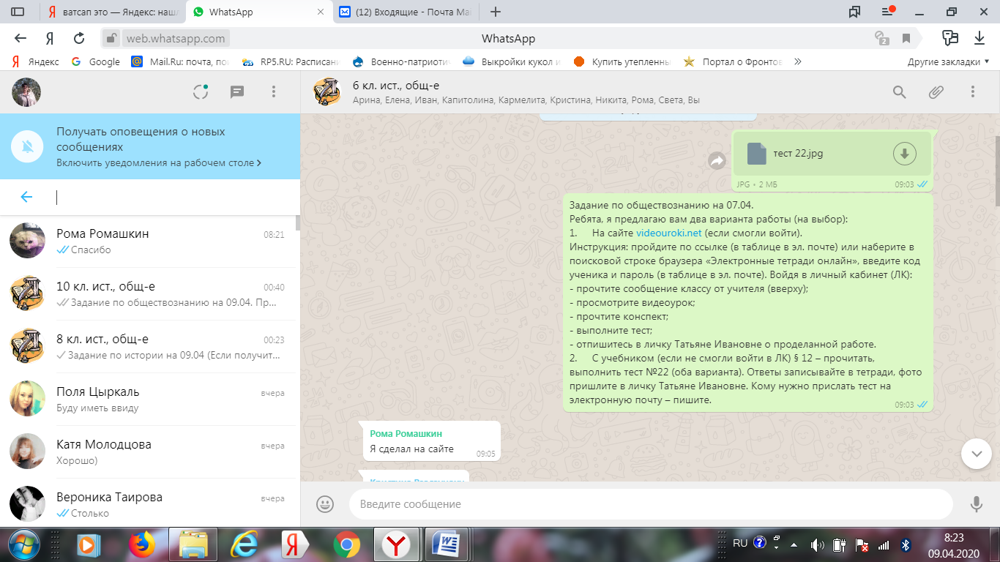 ватсап это — Яндекс: наш
WhatsApp
(12) Входящие - Почта Ma
web.whatsapp.com
WhatsApp
2
Яндекс
Google
Mail.Ru: почта, по
RP5.RU: Расписани
Военно-патриоти
Выкройки кукол и
Купить утепленны
Портал о Фронтов
Другие закладки
6 кл. ист., общ-е
Арина, Елена, Иван, Капитолина, Кармелита, Кристина, Никита, Рома, Света, Вы
Получать оповещения о новых
сообщениях
Включить уведомления на рабочем столе
Рома Ромашкин
08:21
Спасибо
10 кл. ист., общ-е
00:40
Задание по обществознанию на 09.04. Пр...
8 кл. ист., общ-е
00:23
Задание по истории на 09.04 (Если получит...
Поля Цыркаль
вчера
Буду иметь ввиду
Катя Молодцова
вчера
Хорошо)
Вероника Таирова
вчера
Столько
тест 22.jpg
JPG • 2 МБ
09:03
Задание по обществознанию на 07.04.
Ребята, я предлагаю вам два варианта работы (на выбор):
1. На сайте videouroki.net (если смогли войти).
Инструкция: пройдите по ссылке (в таблице в эл. почте) или наберите в
поисковой строке браузера «Электронные тетради онлайн», введите код
ученика и пароль (в таблице в эл. почте). Войдя в личный кабинет (ЛК):
- прочтите сообщение классу от учителя (вверху);
- просмотрите видеоурок;
- прочтите конспект;
- выполните тест;
- отпишитесь в личку Татьяне Ивановне о проделанной работе.
2. С учебником (если не смогли войти в ЛК) § 12 – прочитать,
выполнить тест №22 (оба варианта). Ответы записывайте в тетради, фото
пришлите в личку Татьяне Ивановне. Кому нужно прислать тест на
электронную почту – пишите.
09:03
Рома Ромашкин
Я сделал на сайте
09:05
Введите сообщение
RU
8:23
09.04.2020